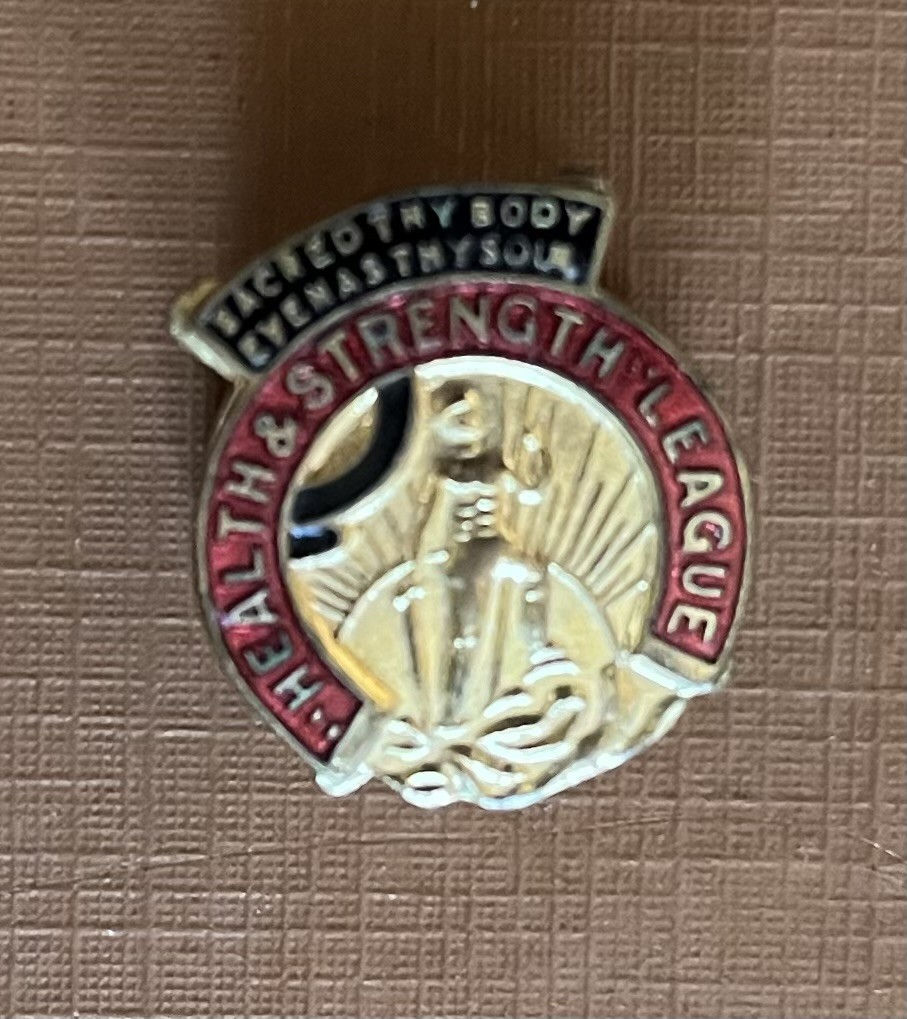 SACRED THY BODY
EVEN AS THY SOUL
"HEALTH & STRENGTH" LEAGUE